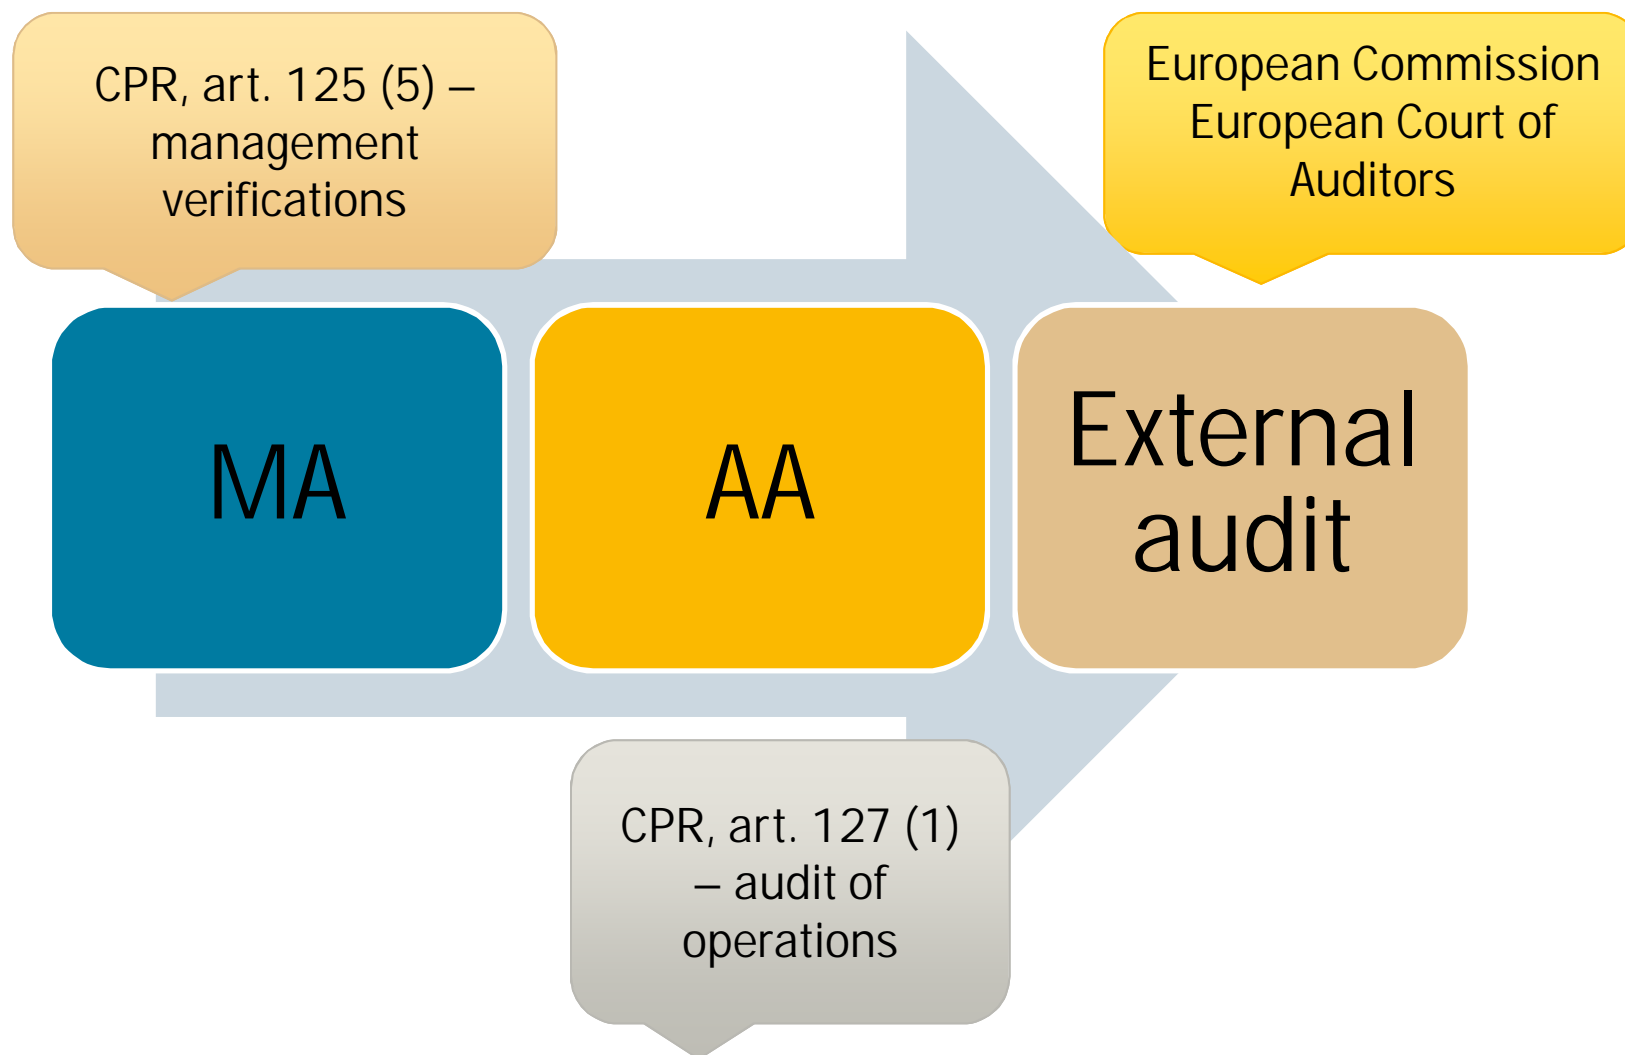 CPR, art. 125 (5) –
management
verifications
European Commission
European Court of
Auditors
MA
AA
External
audit
CPR, art. 127 (1)
– audit of
operations